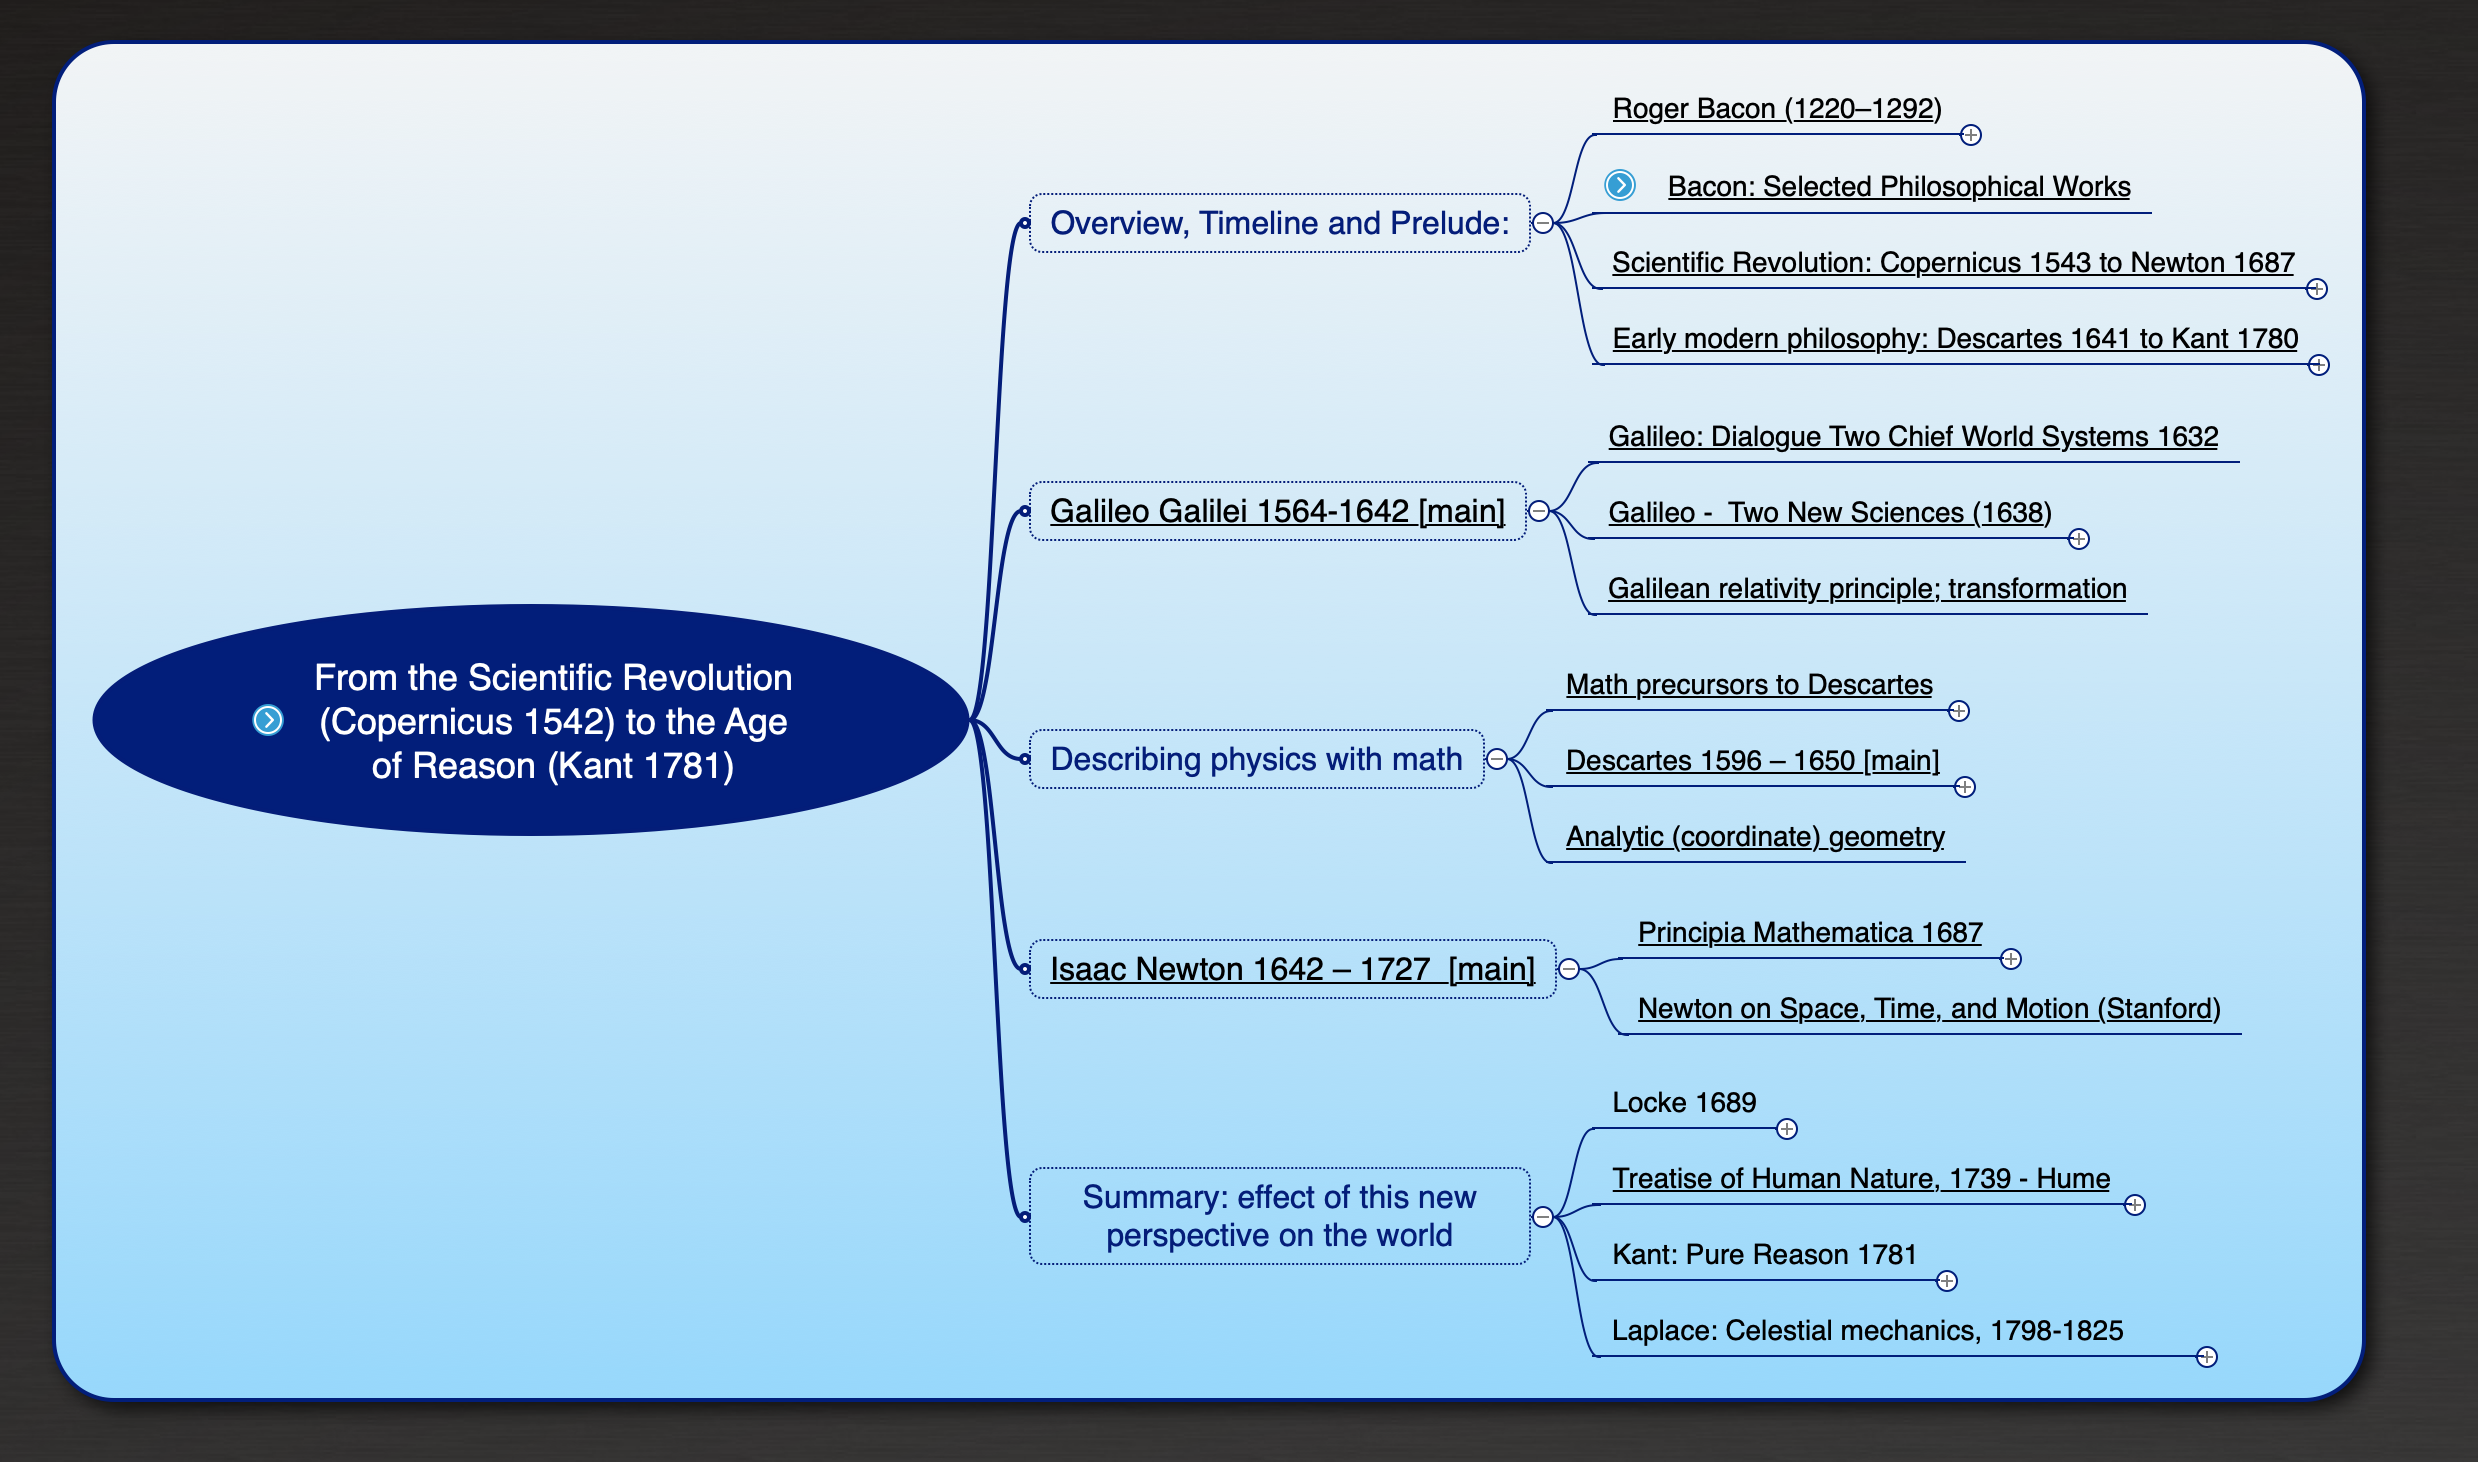 From the Scientific Revolution
(Copernicus 1542) to the Age
of Reason (Kant 1781)
Overview, Timeline and Prelude:
Roger Bacon (1220–1292)
Bacon: Selected Philosophical Works
Scientific Revolution: Copernicus 1543 to Newton 1687
Early modern philosophy: Descartes 1641 to Kant 1780
Galileo Galilei 1564-1642 [main]
Galileo: Dialogue Two Chief World Systems 1632
Galileo -  Two New Sciences (1638)
Galilean relativity principle; transformation
Describing physics with math
Math precursors to Descartes
Descartes 1596 – 1650 [main]
Analytic (coordinate) geometry
Isaac Newton 1642 – 1727  [main]
Principia Mathematica 1687
Newton on Space, Time, and Motion (Stanford)
Summary: effect of this new
perspective on the world
Locke 1689
Treatise of Human Nature, 1739 - Hume
Kant: Pure Reason 1781
Laplace: Celestial mechanics, 1798-1825